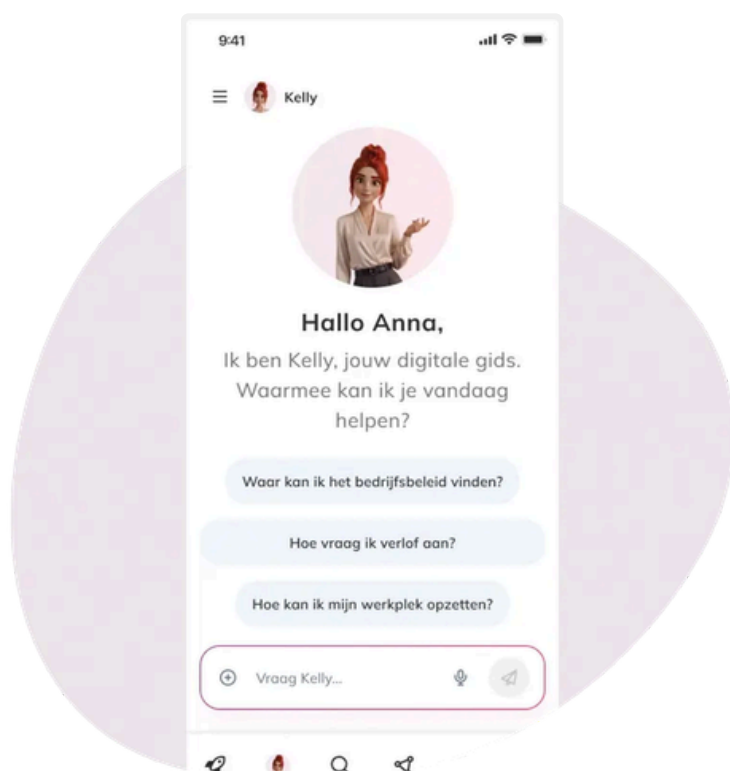 9:41
Kelly
Hallo Anna,
Ik ben Kelly, jouw digitale gids.
Waarmee kan ik je vandaag
helpen?
Waar kan ik het bedrijfsbeleid vinden?
Hoe vraag ik verlof aan?
Hoe kan ik mijn werkplek opzetten?
Vraag Kelly...